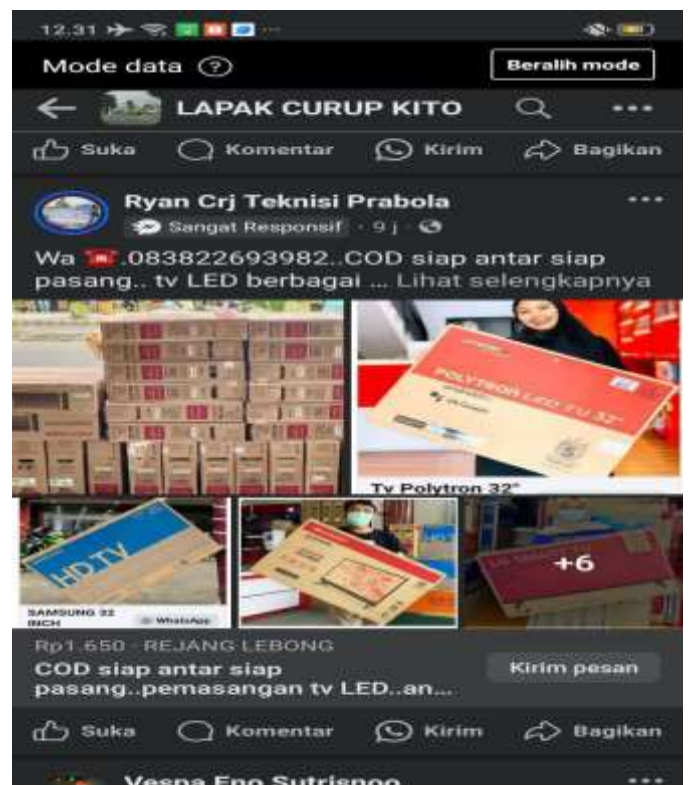 12.31
Mode data ?
Beralih mode
LAPAK CURUP KITO
Suka Komentar Kirim Bagikan
Ryan Crj Teknisi Prabola
Sangat Responsif · 9 j ·
Wa ☎️.083822693982..COD siap antar siap
pasang.. tv LED berbagai ... Lihat selengkapnya
POLYTRON LED TV 32"
Tv Polytron 32"
HD TV
SAMSUNG 32
INCH
WhatsApp
+6
Rp1.650 · REJANG LEBONG
COD siap antar siap
pasang..pemasangan tv LED..an...
Kirim pesan
Suka Komentar Kirim Bagikan
Vespa Eno Sutrisnoo